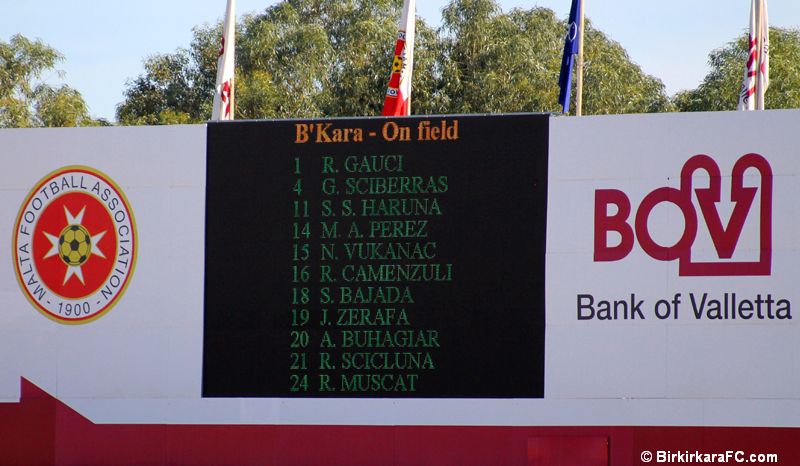 B'Kara - On field
1 R. GAUCI
4 G. SCIBERRAS
11 S. S. HARUNA
14 M. A. PEREZ
15 N. VUKANAC
16 R. CAMENZULI
18 S. BAJADA
19 J. ZERAFA
20 A. BUHAGIAR
21 R. SCICLUNA
24 R. MUSCAT
MALTA FOOTBALL ASSOCIATION
- 1900 -
BOV
Bank of Valletta
© BirkirkaraFC.com